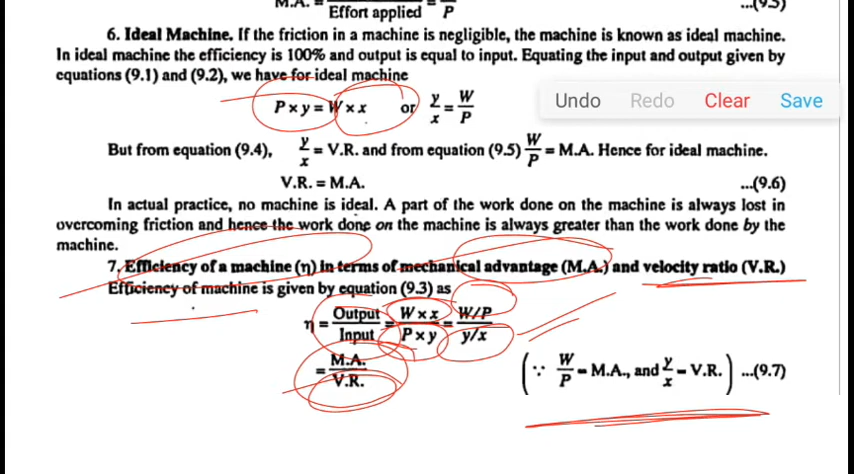 M.A. = Effort applied = P ...(9.5)
6. Ideal Machine. If the friction in a machine is negligible, the machine is known as ideal machine.
In ideal machine the efficiency is 100% and output is equal to input. Equating the input and output given by
equations (9.1) and (9.2), we have for ideal machine
P × y = W × x or y/x = W/P
Undo Redo Clear Save
But from equation (9.4), y/x = V.R. and from equation (9.5) W/P = M.A. Hence for ideal machine.
V.R. = M.A. ...(9.6)
In actual practice, no machine is ideal. A part of the work done on the machine is always lost in
overcoming friction and hence the work done on the machine is always greater than the work done by the
machine.
7. Efficiency of a machine (η) in terms of mechanical advantage (M.A.) and velocity ratio (V.R.)
Efficiency of machine is given by equation (9.3) as
η = Output/Input = W × x/P × y = W/P/y/x
= M.A./V.R. (∵ W/P = M.A., and y/x = V.R.) ...(9.7)